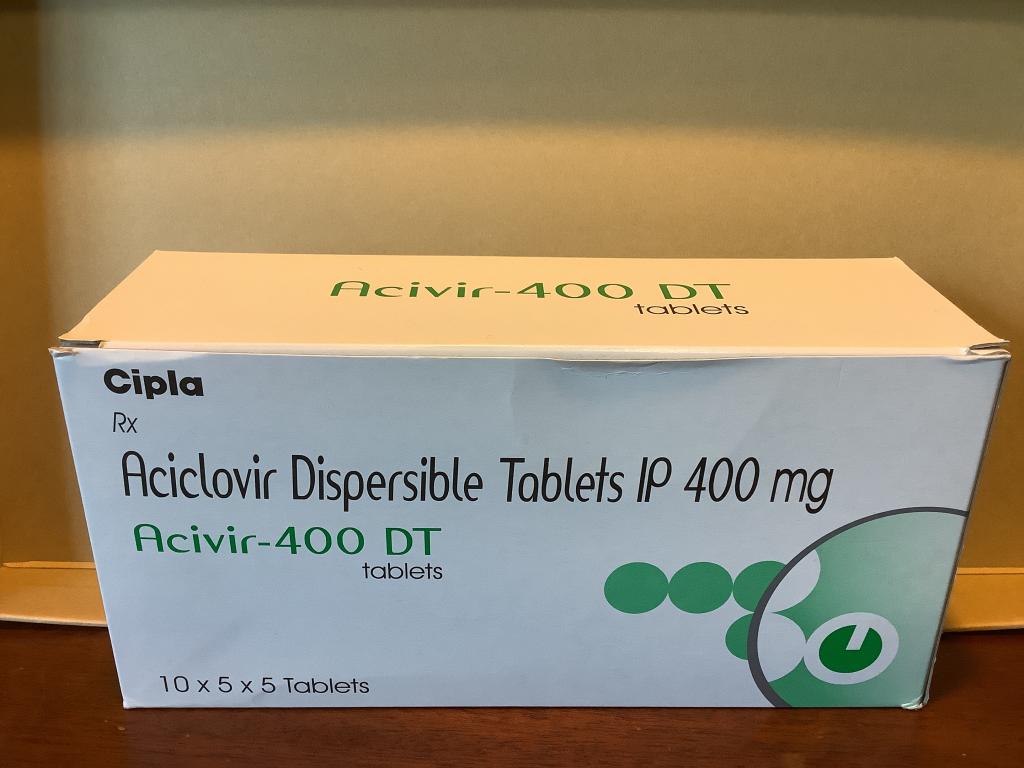 Acivir-400 DT
tablets
Cipla
Rx
Aciclovir Dispersible Tablets IP 400 mg
Acivir-400 DT
tablets
10 x 5 x 5 Tablets